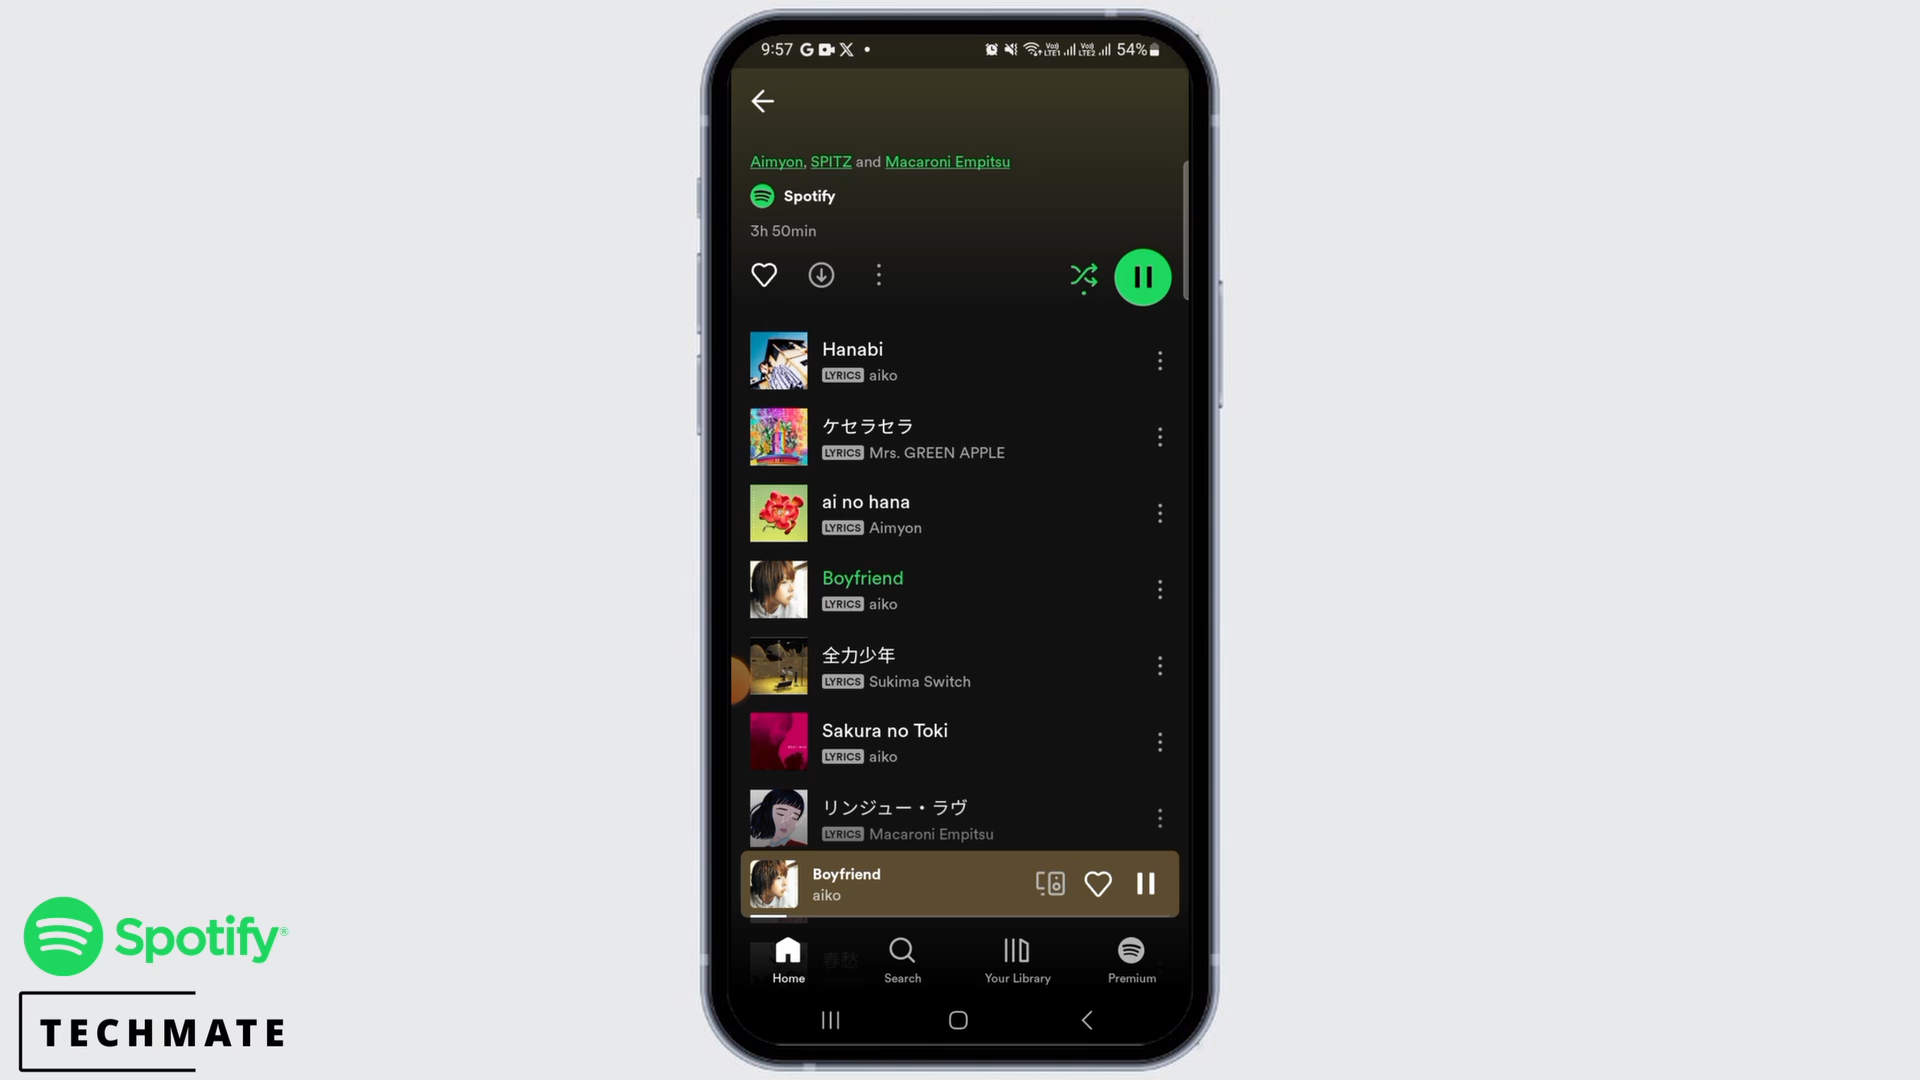 9:57 54%
Aimyon, SPITZ and Macaroni Empitsu
Spotify
3h 50min
Hanabi
LYRICS aiko
ケセラセラ
LYRICS Mrs. GREEN APPLE
ai no hana
LYRICS Aimyon
Boyfriend
LYRICS aiko
全力少年
LYRICS Sukima Switch
Sakura no Toki
LYRICS aiko
リンジュー・ラヴ
LYRICS Macaroni Empitsu
Boyfriend
aiko
春愁
Home Search Your Library Premium
Spotify®
TECHMATE